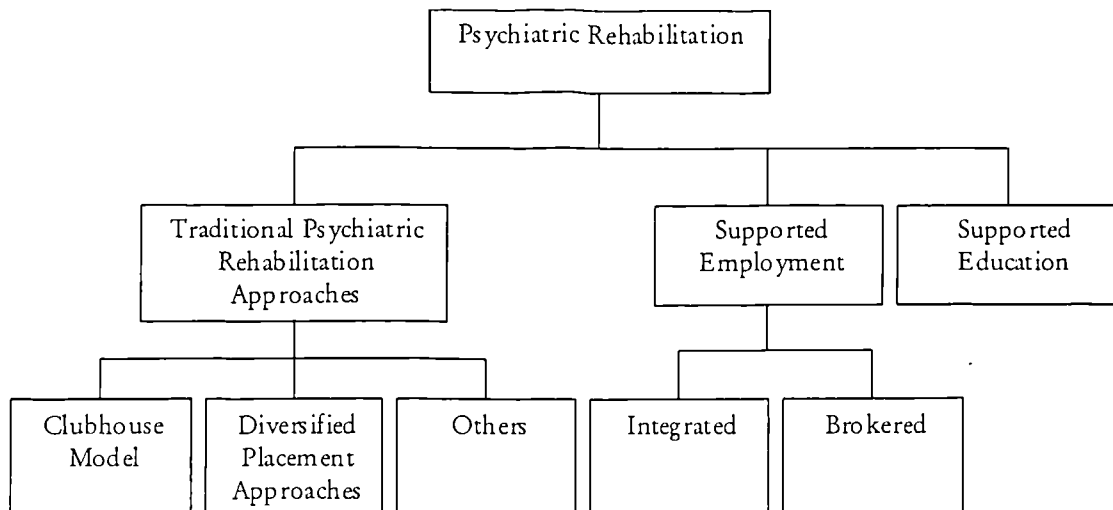 Psychiatric Rehabilitation
Traditional Psychiatric
Rehabilitation
Approaches
Supported
Employment
Supported
Education
Clubhouse
Model
Diversified
Placement
Approaches
Others
Integrated
Brokered